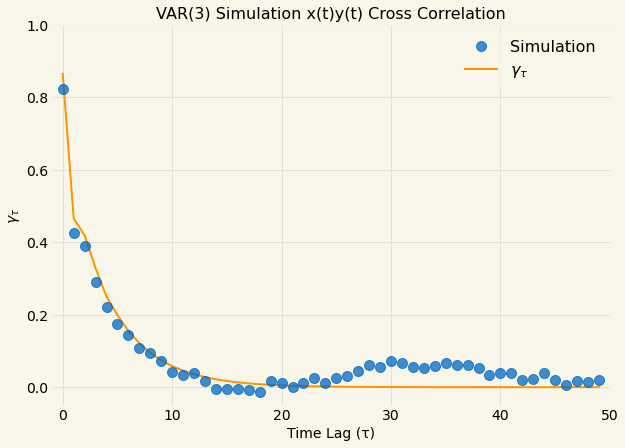 VAR(3) Simulation x(t)y(t) Cross Correlation
1.0
0.8
0.6
0.4
0.2
0.0
γτ
Simulation
γτ
0 10 20 30 40 50
Time Lag (τ)